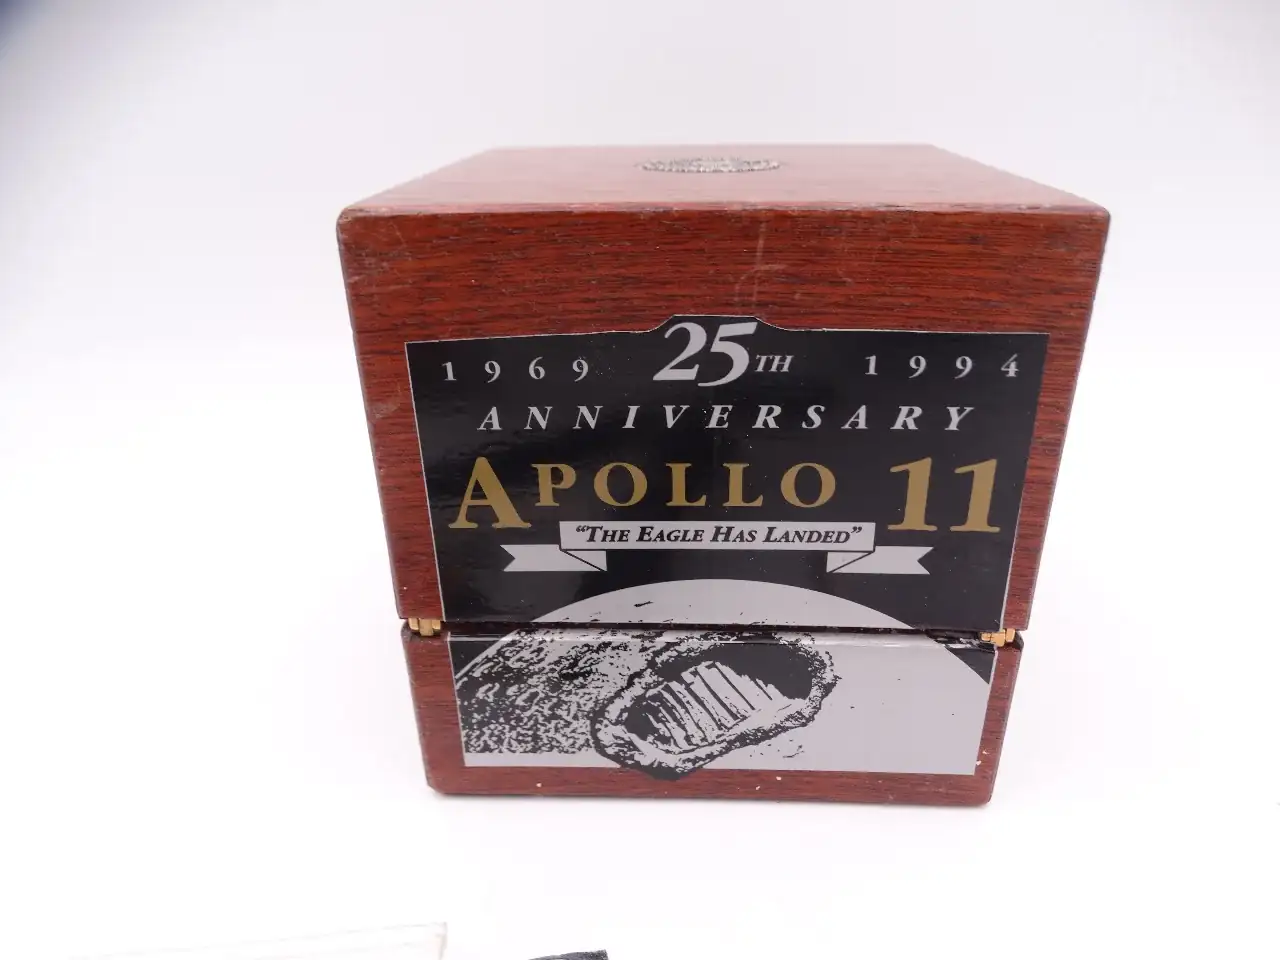 1969 25TH 1994
ANNIVERSARY
APOLLO 11
"THE EAGLE HAS LANDED"